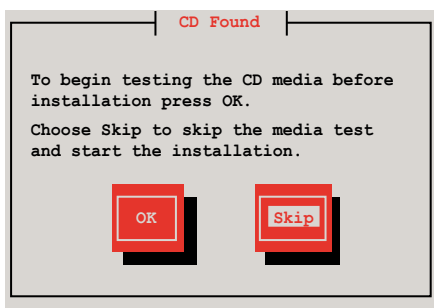 CD Found
To begin testing the CD media before
installation press OK.
Choose Skip to skip the media test
and start the installation.
OK Skip